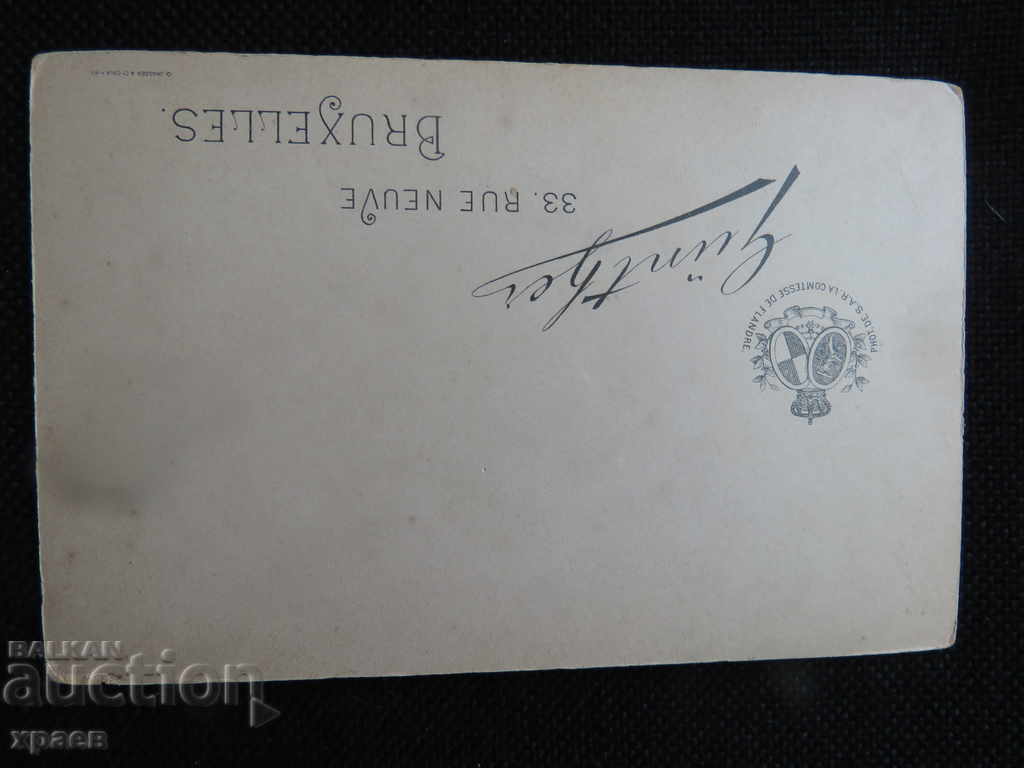 PHOT. DE S.A.R. LA COMTESSE DE FLANDRE.
Günther
33. RUE NEUVE
BRUXELLES.
BALKAN
auction
храев